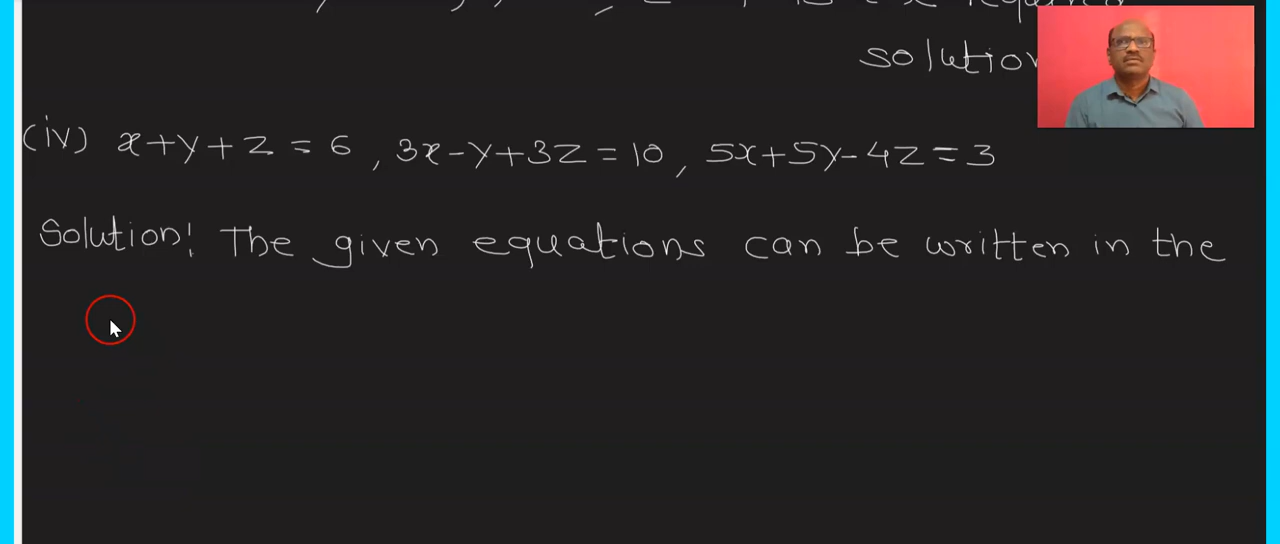 solution
(iv) x+y+z = 6 , 3x-y+3z = 10 , 5x+5y-4z = 3
Solution: The given equations can be written in the